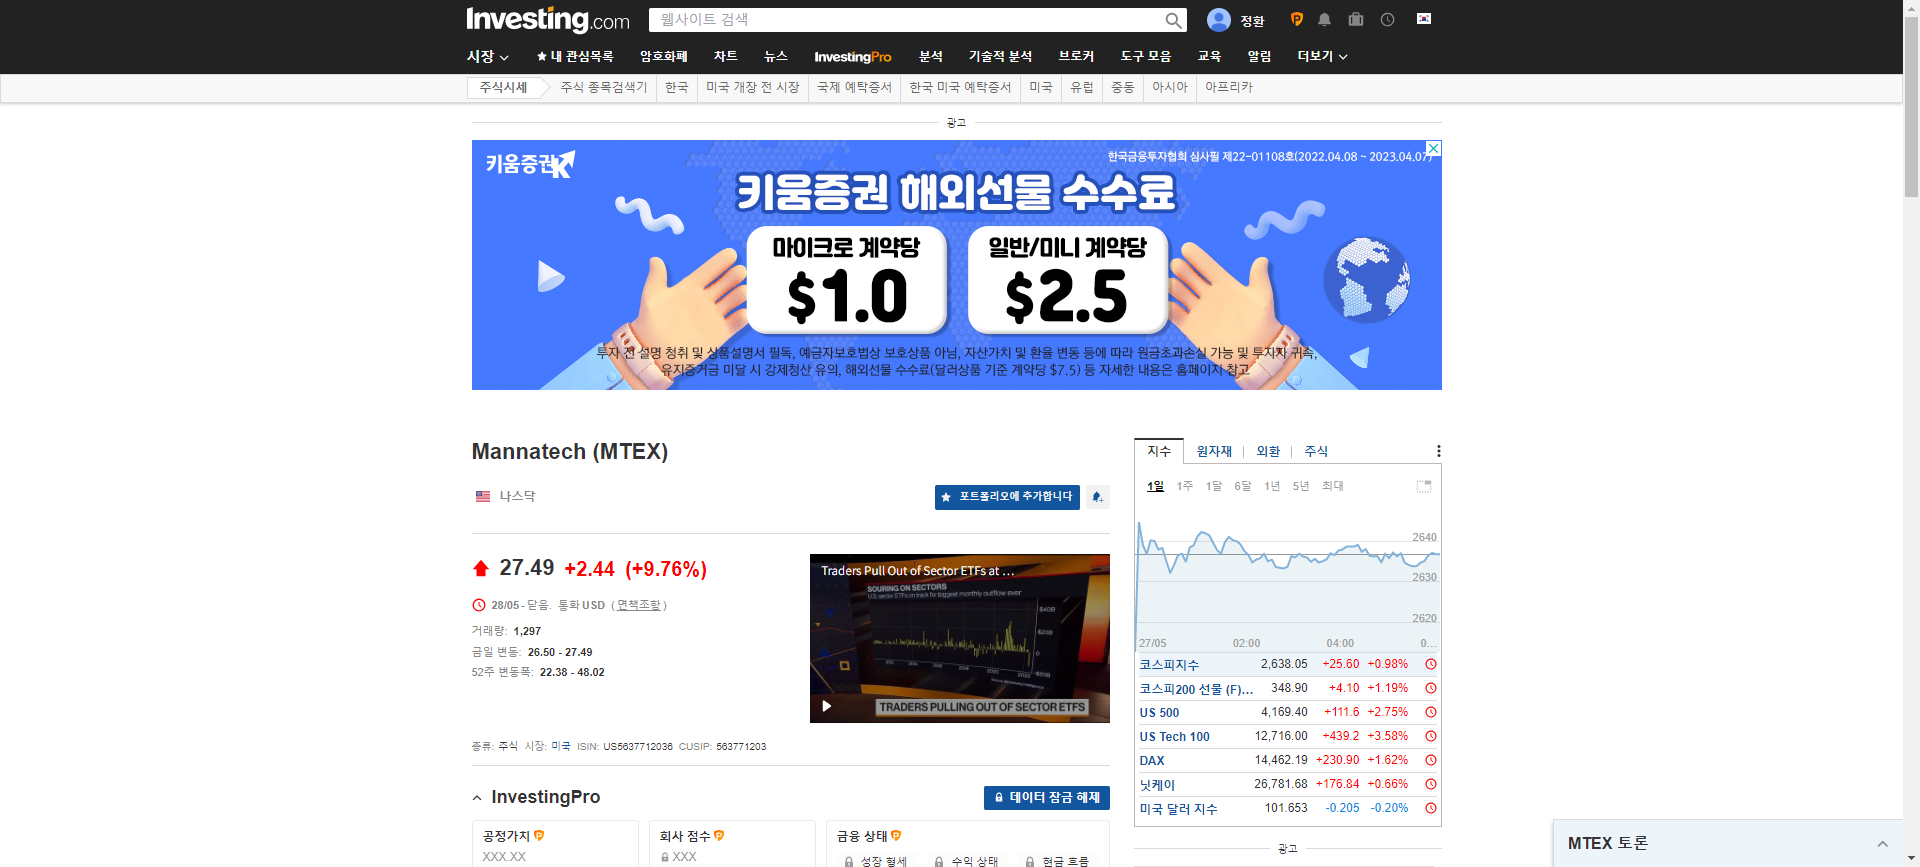 Investing.com
웹사이트 검색
정환
시장
내 관심목록
암호화폐
차트
뉴스
InvestingPro
분석
기술적 분석
브로커
도구 모음
교육
알림
더보기
주식시세
주식 종목검색기
한국
미국 개장 전 시장
국제 예탁증서
한국 미국 예탁증서
미국
유럽
중동
아시아
아프리카
광고
키움증권
한국금융투자협회 심사필 제22-01108호(2022.04.08 ~ 2023.04.07)
키움증권 해외선물 수수료
마이크로 계약당
$1.0
일반/미니 계약당
$2.5
투자 전 설명 청취 및 상품설명서 필독, 예금자보호법상 보호상품 아님, 자산가치 및 환율 변동 등에 따라 원금초과손실 가능 및 투자자 귀속,
유지증거금 미달 시 강제청산 유의, 해외선물 수수료(달러상품 기준 계약당 $7.5) 등 자세한 내용은 홈페이지 참고
Mannatech (MTEX)
나스닥
포트폴리오에 추가합니다
27.49 +2.44 (+9.76%)
28/05 - 닫음. 통화 USD ( 면책조항 )
거래량: 1,297
금일 변동: 26.50 - 27.49
52주 변동폭: 22.38 - 48.02
Traders Pull Out of Sector ETFs at ...
SOURING ON SECTORS
U.S. sector ETFs on track for biggest monthly outflow ever
$40B
$20B
0
-$20B
TRADERS PULLING OUT OF SECTOR ETFS
종류: 주식 시장: 미국 ISIN: US5637712036 CUSIP: 563771203
InvestingPro
데이터 잠금 해제
공정가치
XXX.XX
회사 점수
XXX
금융 상태
성장 형세
수익 상태
현금 흐름
지수
원자재
외환
주식
1일 1주 1달 6달 1년 5년 최대
2640
2630
2620
27/05 02:00 04:00 0...
코스피지수 2,638.05 +25.60 +0.98%
코스피200 선물 (F)... 348.90 +4.10 +1.19%
US 500 4,169.40 +111.6 +2.75%
US Tech 100 12,716.00 +439.2 +3.58%
DAX 14,462.19 +230.90 +1.62%
닛케이 26,781.68 +176.84 +0.66%
미국 달러 지수 101.653 -0.205 -0.20%
광고
MTEX 토론